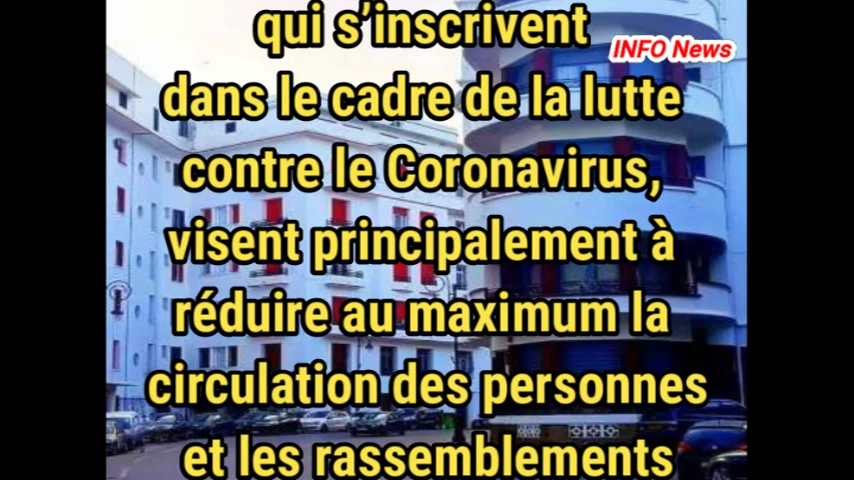 qui s'inscrivent
INFO News
dans le cadre de la lutte
contre le Coronavirus,
visent principalement à
réduire au maximum la
circulation des personnes
et les rassemblements